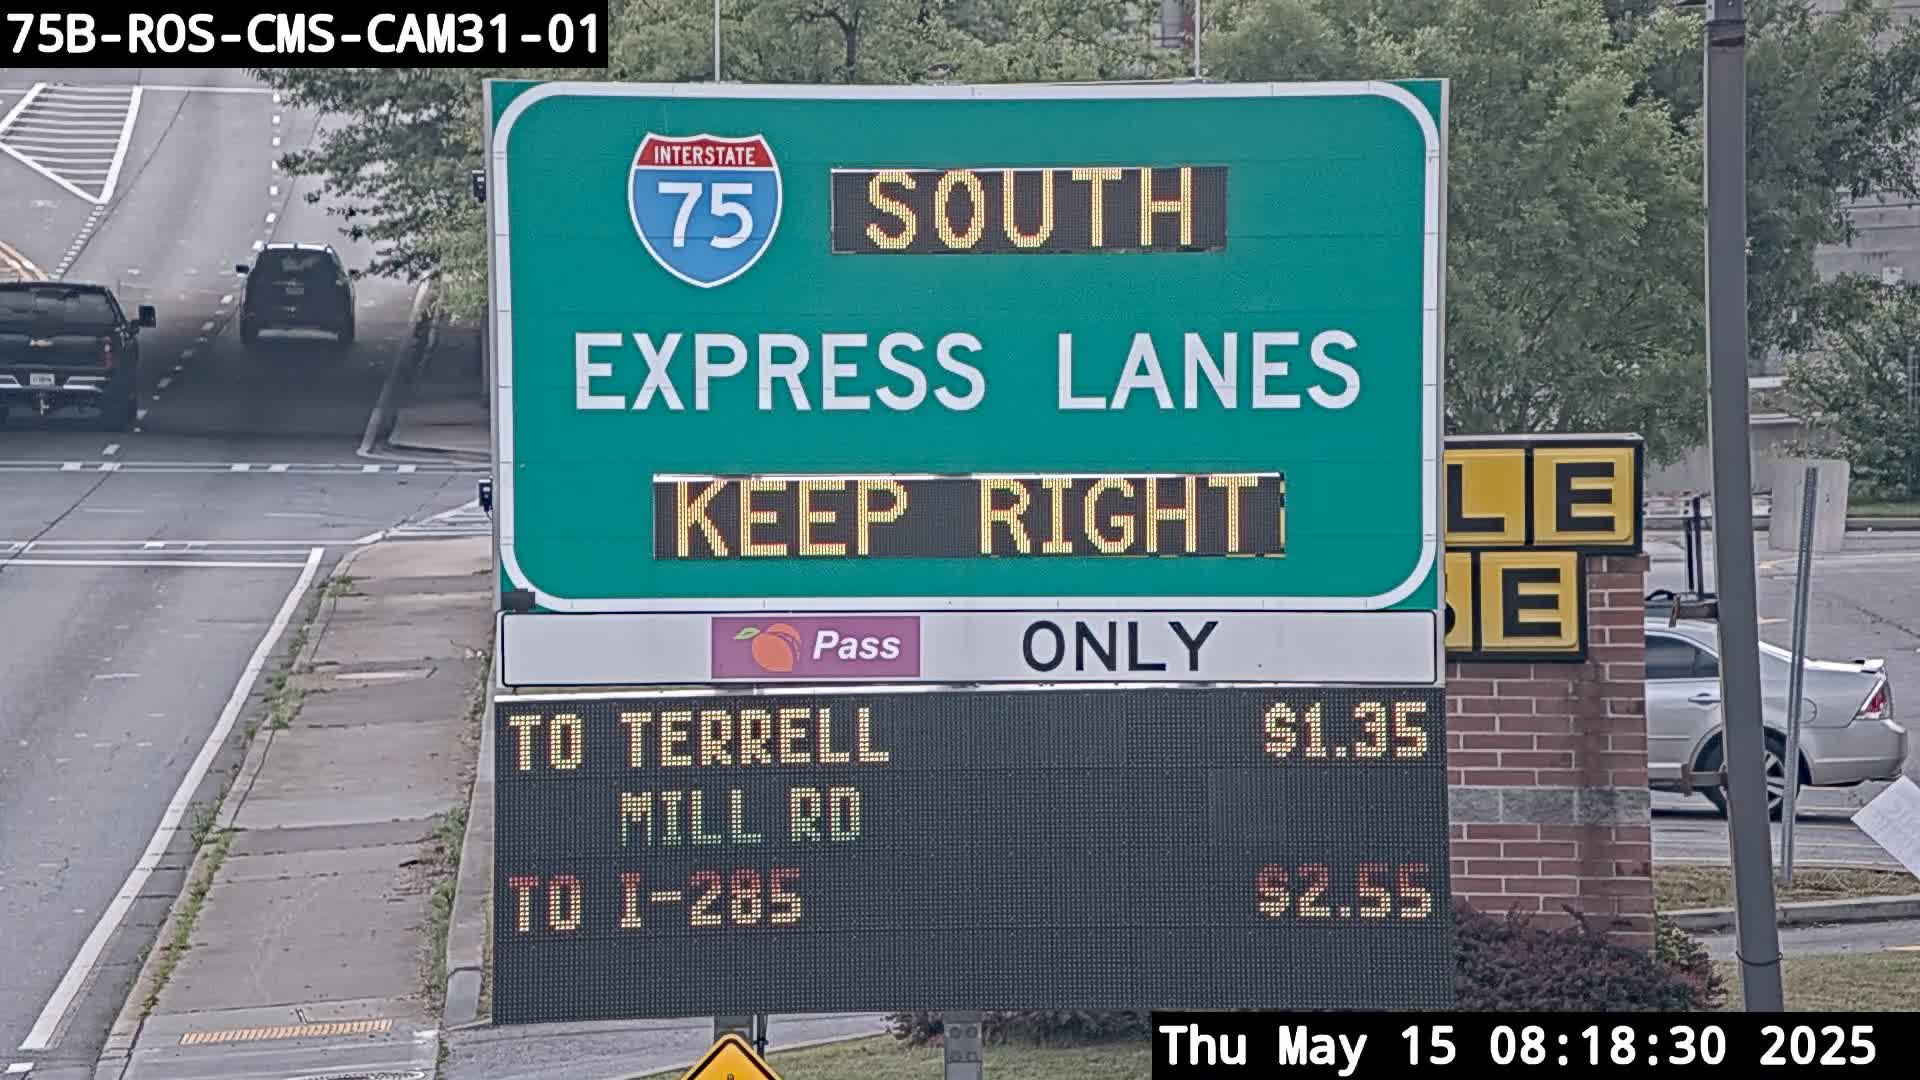 75B-ROS-CMS-CAM31-01
INTERSTATE
75
SOUTH
EXPRESS LANES
KEEP RIGHT
Pass ONLY
TO TERRELL $1.35
MILL RD
TO I-285 $2.55
LE
E
Thu May 15 08:18:30 2025